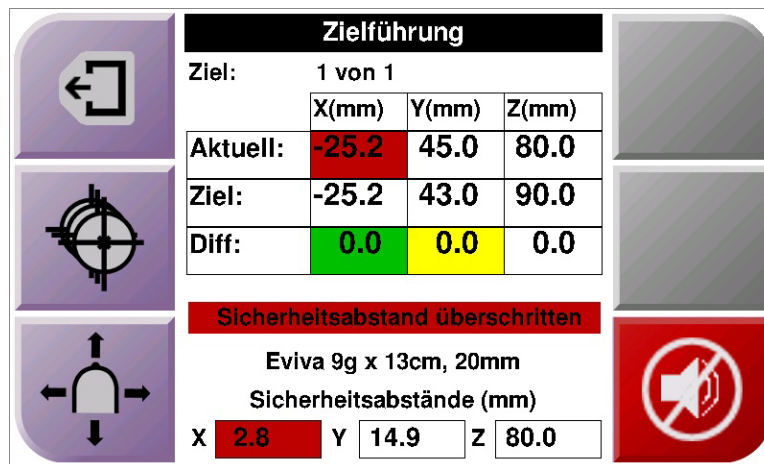 Zielführung
Ziel: 1 von 1
X(mm) Y(mm) Z(mm)
Aktuell: -25.2 45.0 80.0
Ziel: -25.2 43.0 90.0
Diff: 0.0 0.0 0.0
Sicherheitsabstand überschritten
Eviva 9g x 13cm, 20mm
Sicherheitsabstände (mm)
X 2.8 Y 14.9 Z 80.0